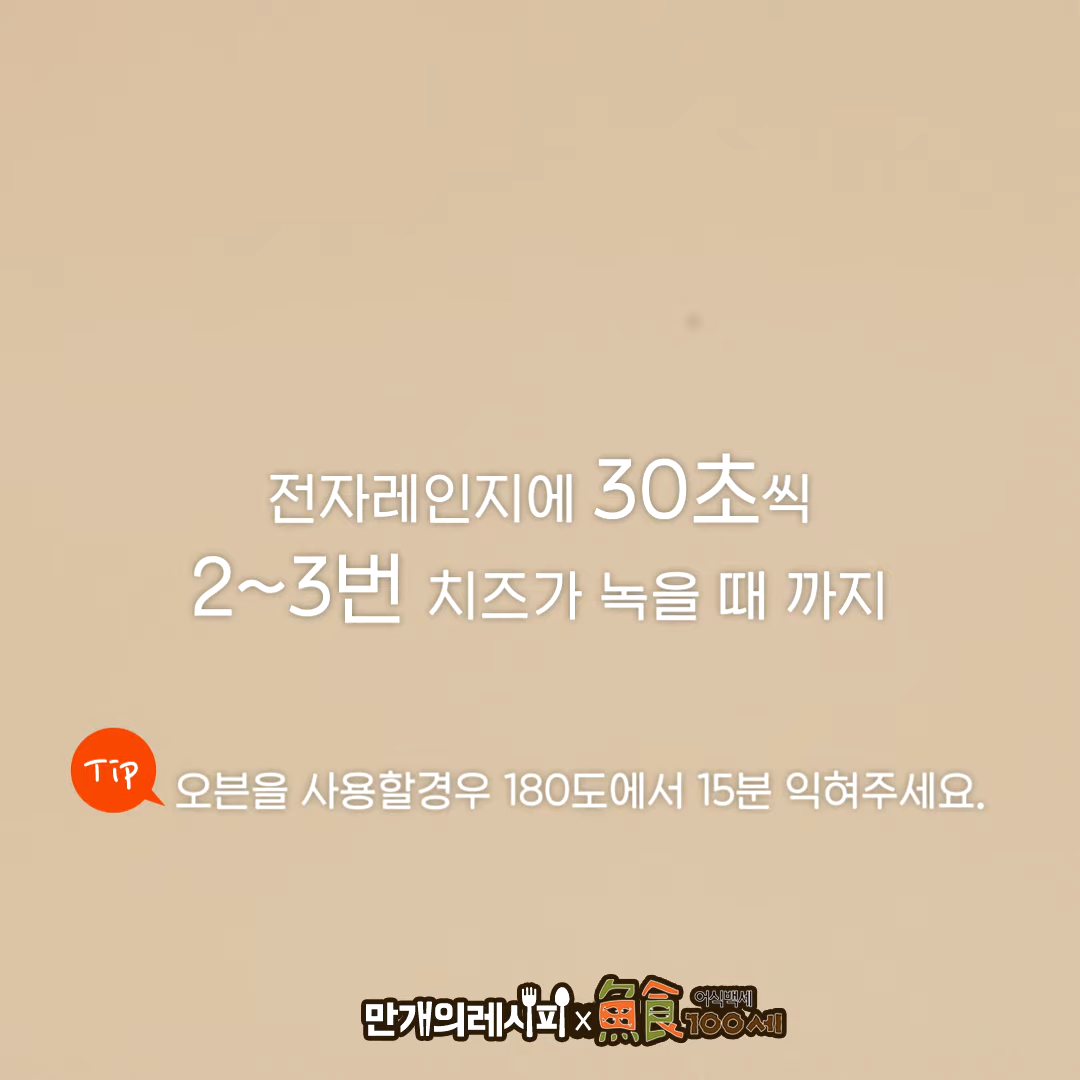 전자레인지에 30초씩
2~3번 치즈가 녹을 때 까지
Tip 오븐을 사용할경우 180도에서 15분 익혀주세요.
만개의레시피 x 魚食 어식백세 100세